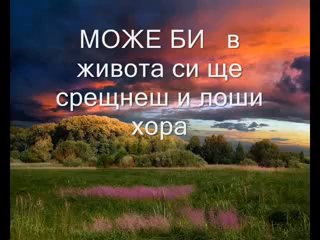 МОЖЕ БИ в
живота си ще
срещнеш и лоши
хора